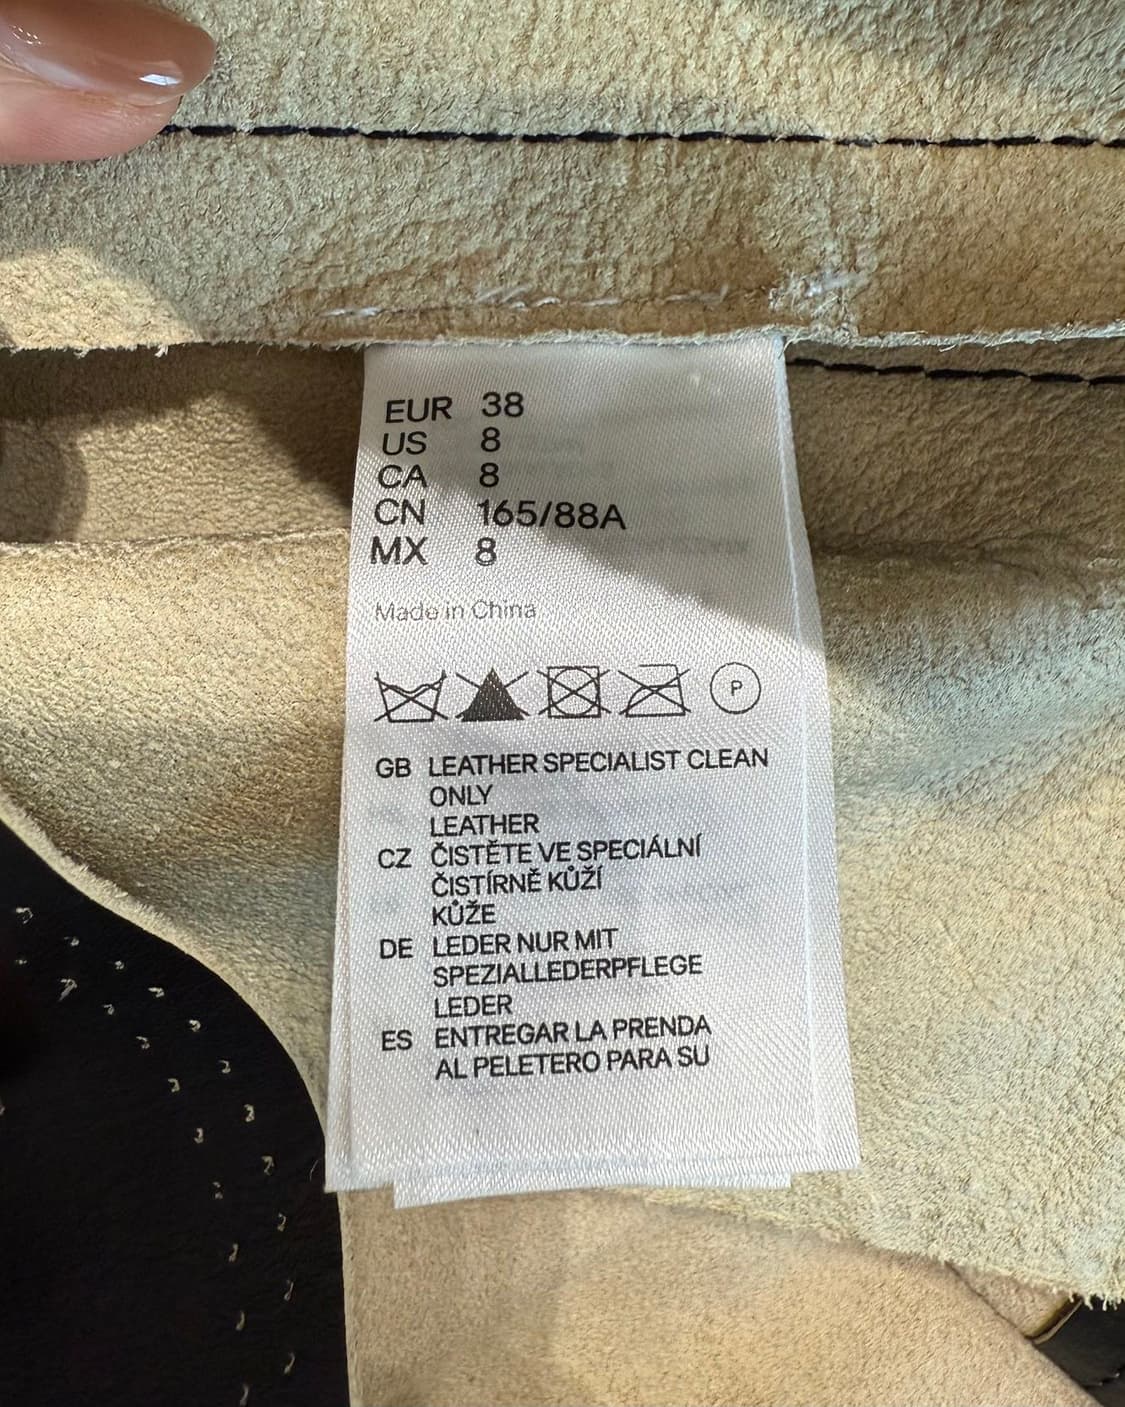 EUR 38
US 8
CA 8
CN 165/88A
MX 8
Made in China
P
GB LEATHER SPECIALIST CLEAN
ONLY
LEATHER
CZ ČISTĚTE VE SPECIÁLNÍ
ČISTÍRNĚ KŮŽÍ
KŮŽE
DE LEDER NUR MIT
SPEZIALLEDERPFLEGE
LEDER
ES ENTREGAR LA PRENDA
AL PELETERO PARA SU